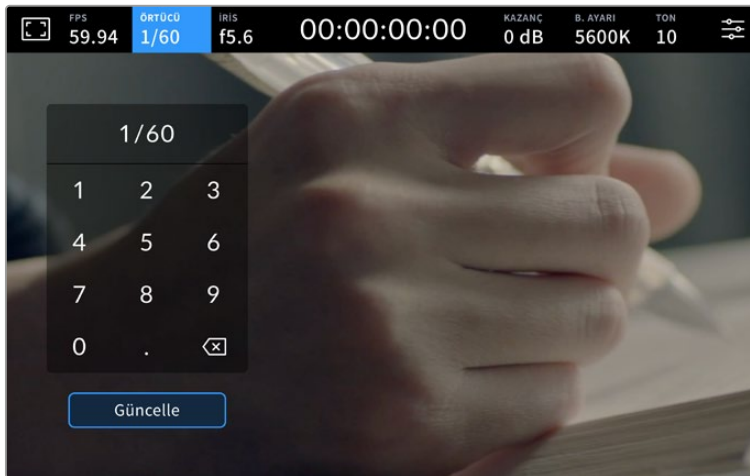 FPS ÖRTÜCÜ İRİS KAZANÇ B. AYARI TON
59.94 1/60 f5.6 00:00:00:00 0 dB 5600K 10
1/60
1 2 3
4 5 6
7 8 9
0 .
Güncelle